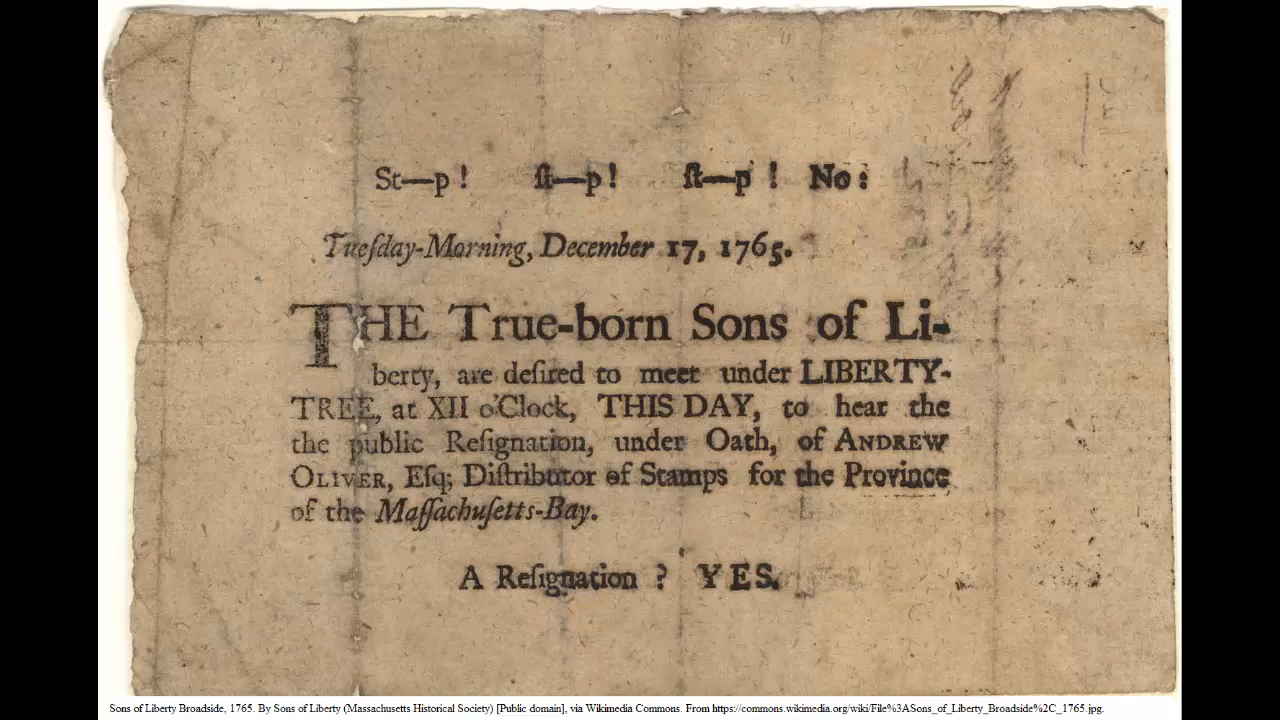 St—p! ſt—p! ſt—p! No:
Tueſday-Morning, December 17, 1765.
THE True-born Sons of Li-
berty, are deſired to meet under LIBERTY-
TREE, at XII o'Clock, THIS DAY, to hear the
the public Reſignation, under Oath, of ANDREW
OLIVER, Eſq; Diſtributor of Stamps for the Province
of the Maſſachuſetts-Bay.
A Reſignation ? YES.
Sons of Liberty Broadside, 1765. By Sons of Liberty (Massachusetts Historical Society) [Public domain], via Wikimedia Commons. From https://commons.wikimedia.org/wiki/File%3ASons_of_Liberty_Broadside%2C_1765.jpg.